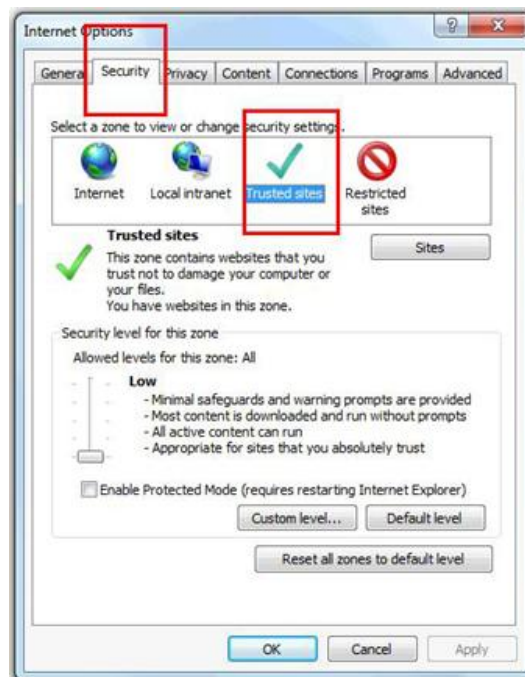 Internet Options
General Security Privacy Content Connections Programs Advanced
Select a zone to view or change security settings.
Internet Local intranet Trusted sites Restricted sites
Trusted sites
This zone contains websites that you
trust not to damage your computer or
your files.
You have websites in this zone.
Sites
Security level for this zone
Allowed levels for this zone: All
Low
- Minimal safeguards and warning prompts are provided
- Most content is downloaded and run without prompts
- All active content can run
- Appropriate for sites that you absolutely trust
Enable Protected Mode (requires restarting Internet Explorer)
Custom level... Default level
Reset all zones to default level
OK Cancel Apply